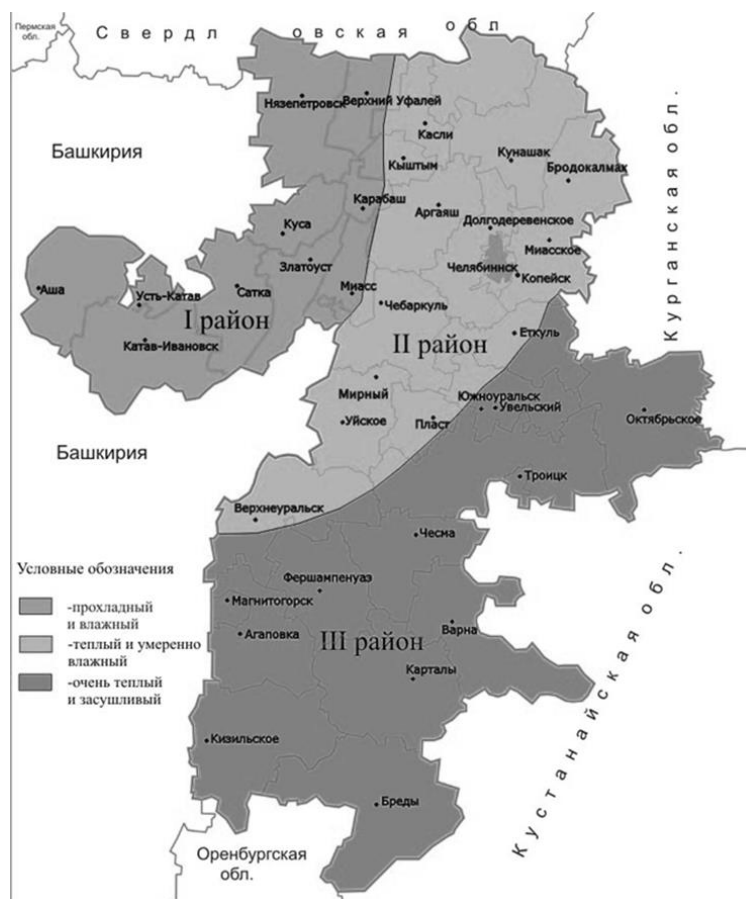 Пермская
обл.
Свердловская обл
Нязепетровск
Верхний Уфалей
Касли
Кунашак
Башкирия
Кыштым
Бродокалмак
Курганская обл.
Карабаш
Аргаяш
Долгодеревенское
Куса
Миасское
Златоуст
Челябиннск
Копейск
Аша
Усть-Катав
Сатка
Миасс
Чебаркуль
I район
Катав-Ивановск
II район
Еткуль
Мирный
Южноуральск
Увельский
Октябрьское
Уйское
Пласт
Башкирия
Троицк
Верхнеуральск
Чесма
Условные обозначения
-прохладный
и влажный
-теплый и умеренно
влажный
-очень теплый
и засушливый
Фершампенуаз
Магнитогорск
Агаповка
III район
Варна
Карталы
Кустанайская обл.
Кизильское
Бреды
Оренбургская
обл.